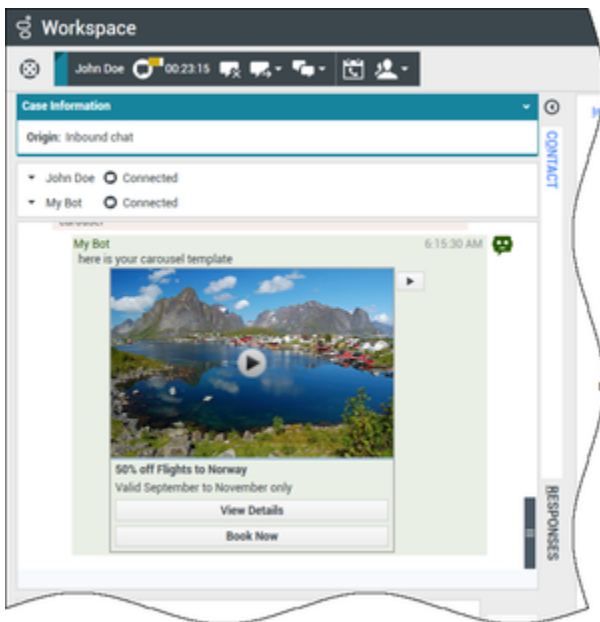 Workspace
John Doe 00:23:15
Case Information
Origin: Inbound chat
John Doe Connected
My Bot Connected
carousel
My Bot 6:15:30 AM
here is your carousel template
50% off Flights to Norway
Valid September to November only
View Details
Book Now
CONTACT
RESPONSES